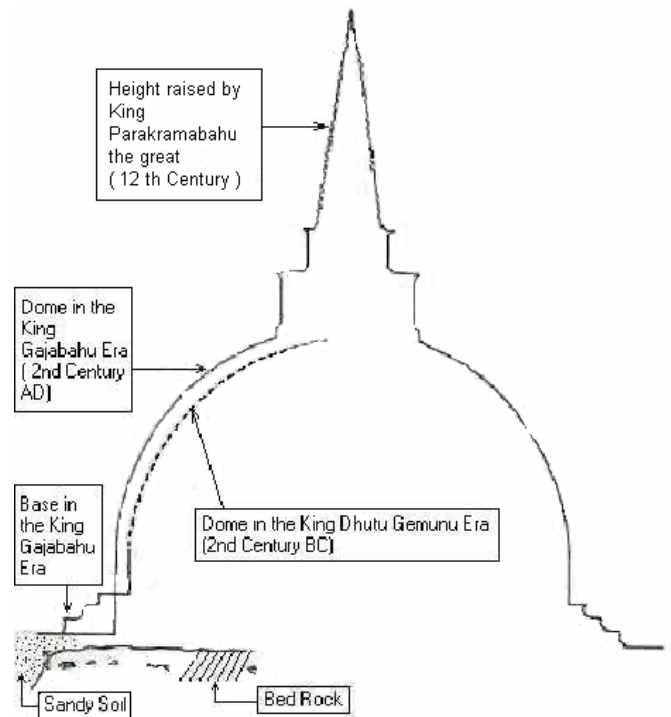 Height raised by
King
Parakramabahu
the great
( 12 th Century )
Dome in the
King
Gajabahu Era
( 2nd Century
AD)
Base in
the King
Gajabahu
Era
Dome in the King Dhutu Gemunu Era
(2nd Century BC)
Sandy Soil
Bed Rock